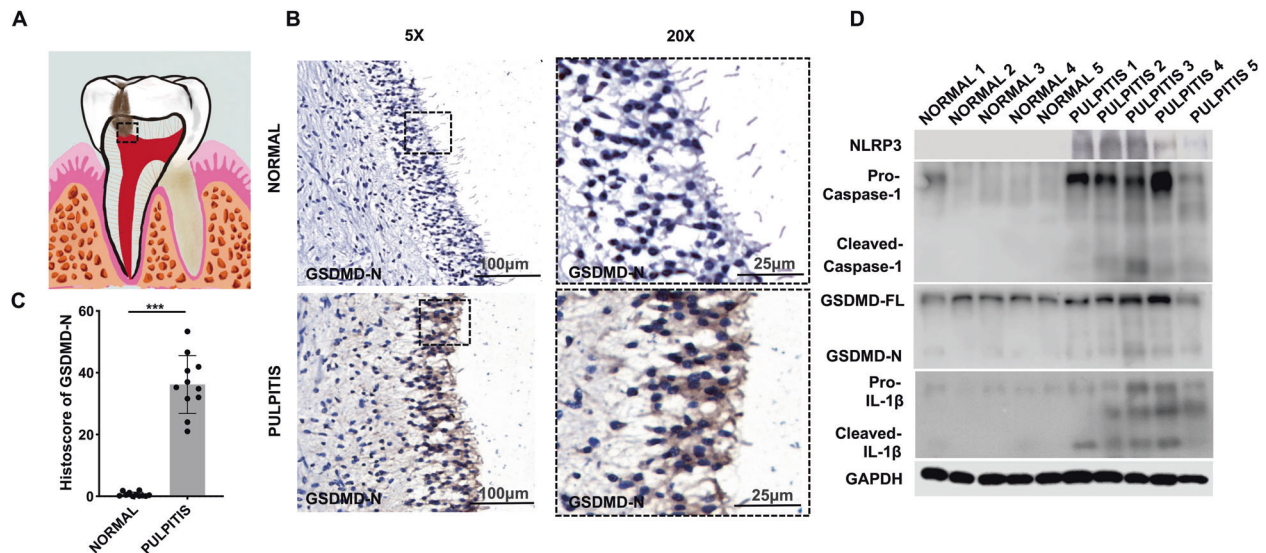 A
B
5X
20X
NORMAL
GSDMD-N
100μm
GSDMD-N
25μm
PULPITIS
GSDMD-N
100μm
GSDMD-N
25μm
C
Histoscore of GSDMD-N
60
40
20
0
***
NORMAL
PULPITIS
D
NORMAL 1
NORMAL 2
NORMAL 3
NORMAL 4
NORMAL 5
PULPITIS 1
PULPITIS 2
PULPITIS 3
PULPITIS 4
PULPITIS 5
NLRP3
Pro-
Caspase-1
Cleaved-
Caspase-1
GSDMD-FL
GSDMD-N
Pro-
IL-1β
Cleaved-
IL-1β
GAPDH